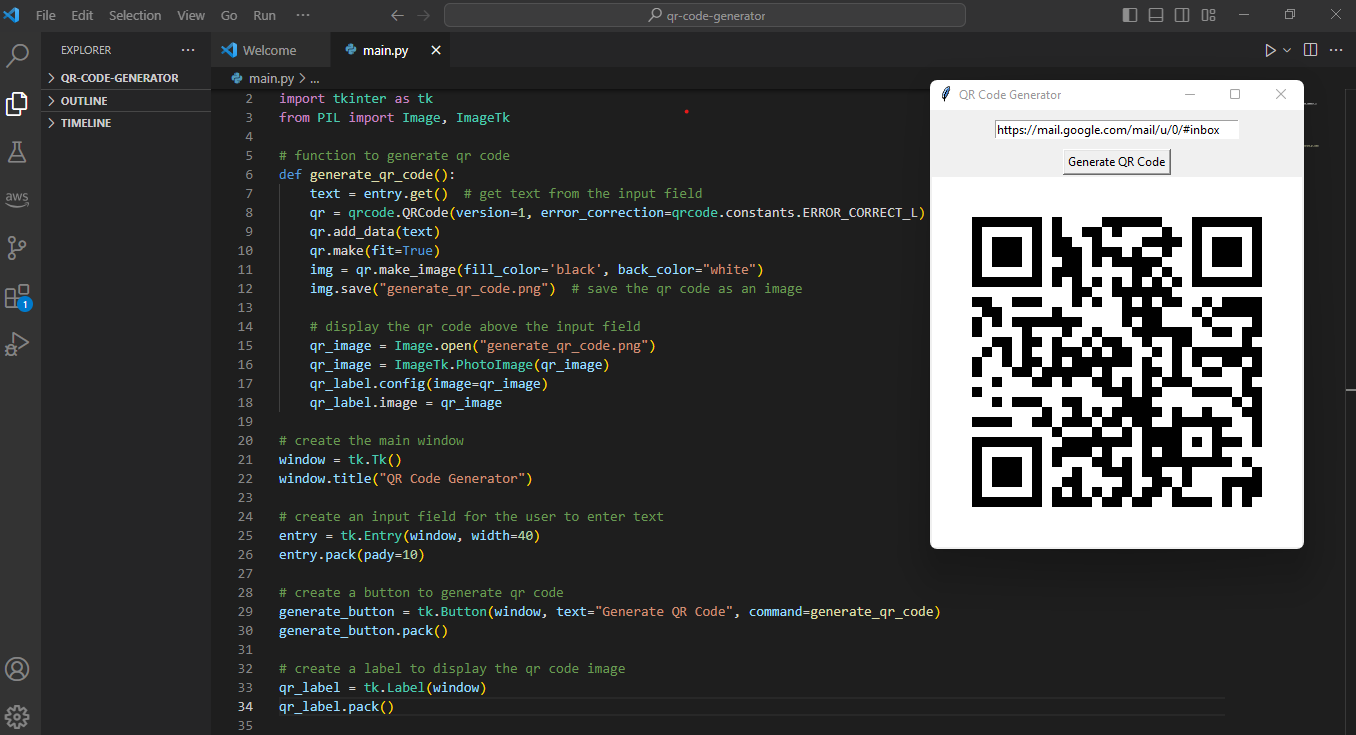 File Edit Selection View Go Run ··· qr-code-generator
EXPLORER ···
QR-CODE-GENERATOR
OUTLINE
TIMELINE
aws
1
Welcome main.py
main.py > ...
2 import tkinter as tk
3 from PIL import Image, ImageTk
4
5 # function to generate qr code
6 def generate_qr_code():
7 text = entry.get()  # get text from the input field
8 qr = qrcode.QRCode(version=1, error_correction=qrcode.constants.ERROR_CORRECT_L)
9 qr.add_data(text)
10 qr.make(fit=True)
11 img = qr.make_image(fill_color='black', back_color="white")
12 img.save("generate_qr_code.png")  # save the qr code as an image
13
14 # display the qr code above the input field
15 qr_image = Image.open("generate_qr_code.png")
16 qr_image = ImageTk.PhotoImage(qr_image)
17 qr_label.config(image=qr_image)
18 qr_label.image = qr_image
19
20 # create the main window
21 window = tk.Tk()
22 window.title("QR Code Generator")
23
24 # create an input field for the user to enter text
25 entry = tk.Entry(window, width=40)
26 entry.pack(pady=10)
27
28 # create a button to generate qr code
29 generate_button = tk.Button(window, text="Generate QR Code", command=generate_qr_code)
30 generate_button.pack()
31
32 # create a label to display the qr code image
33 qr_label = tk.Label(window)
34 qr_label.pack()
35
QR Code Generator
https://mail.google.com/mail/u/0/#inbox
Generate QR Code